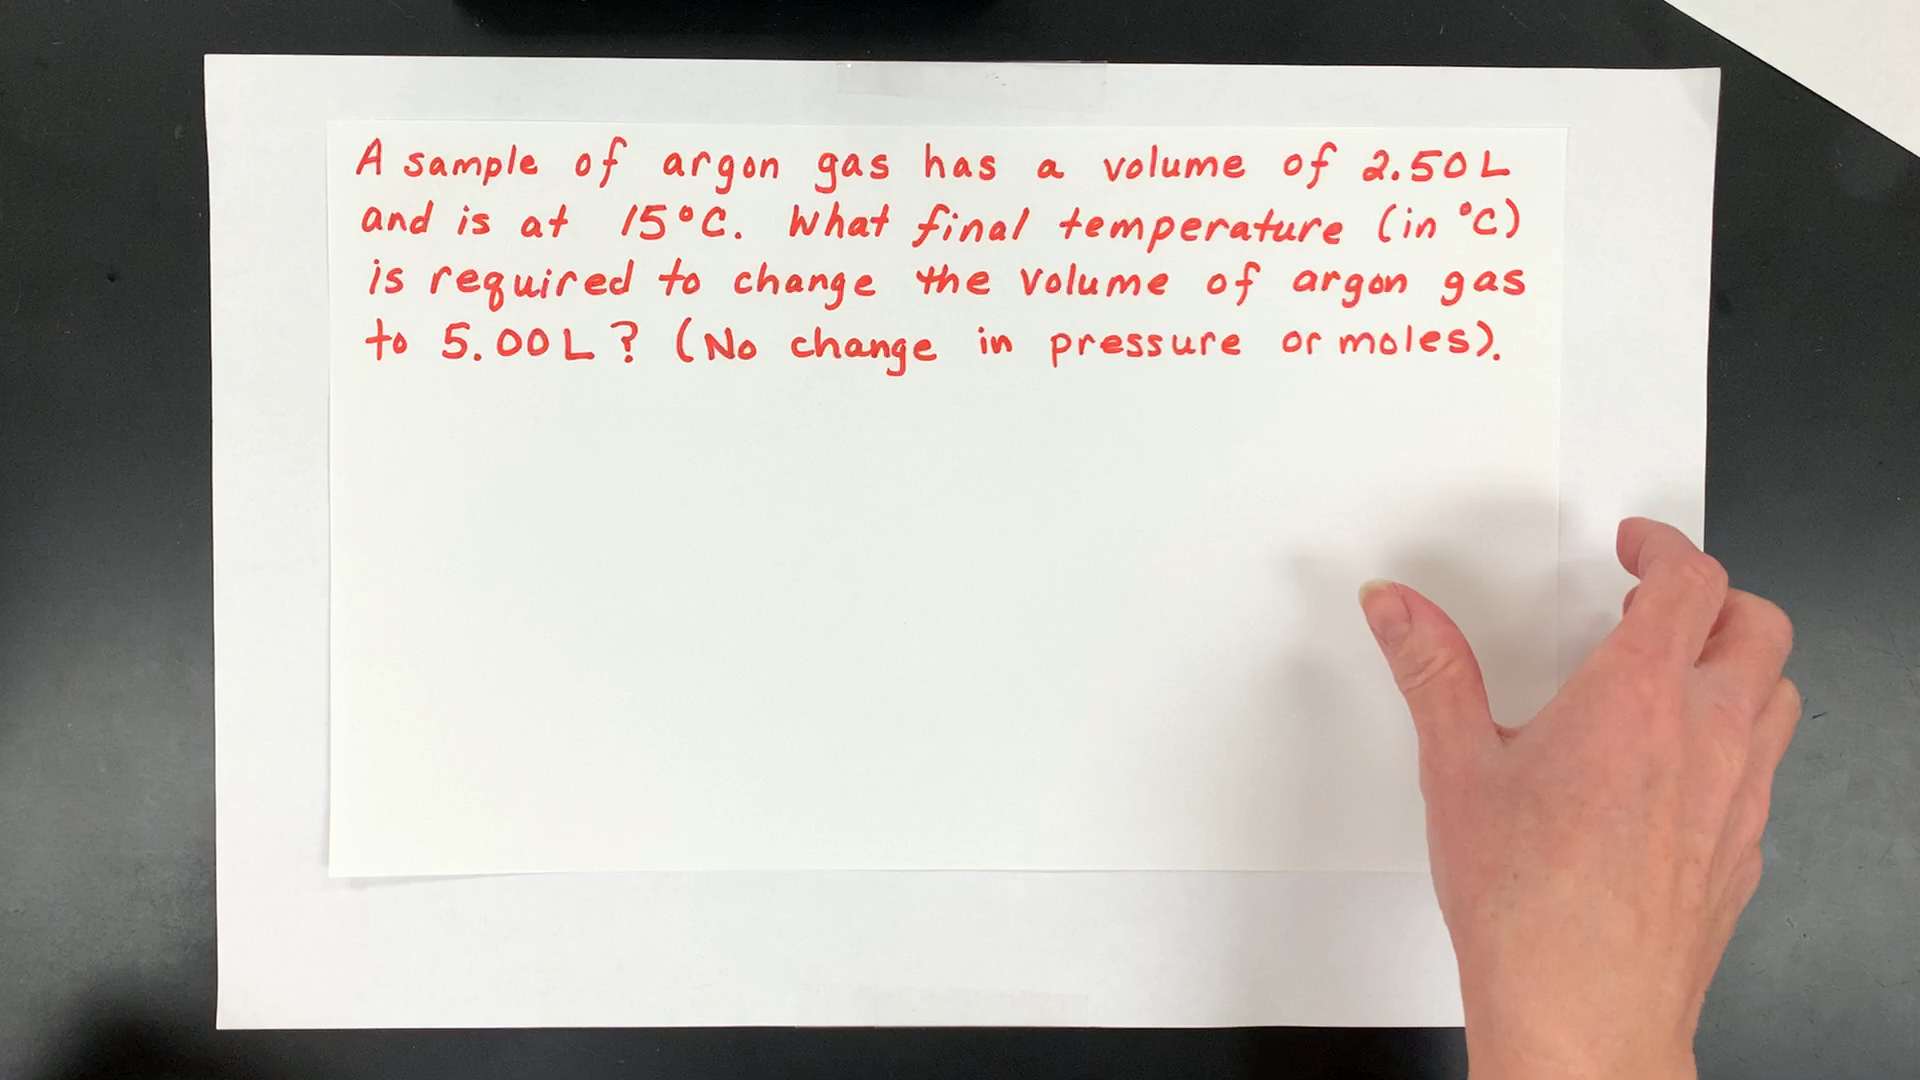 A sample of argon gas has a volume of 2.50 L
and is at 15°C. What final temperature (in °C)
is required to change the volume of argon gas
to 5.00 L? (No change in pressure or moles).